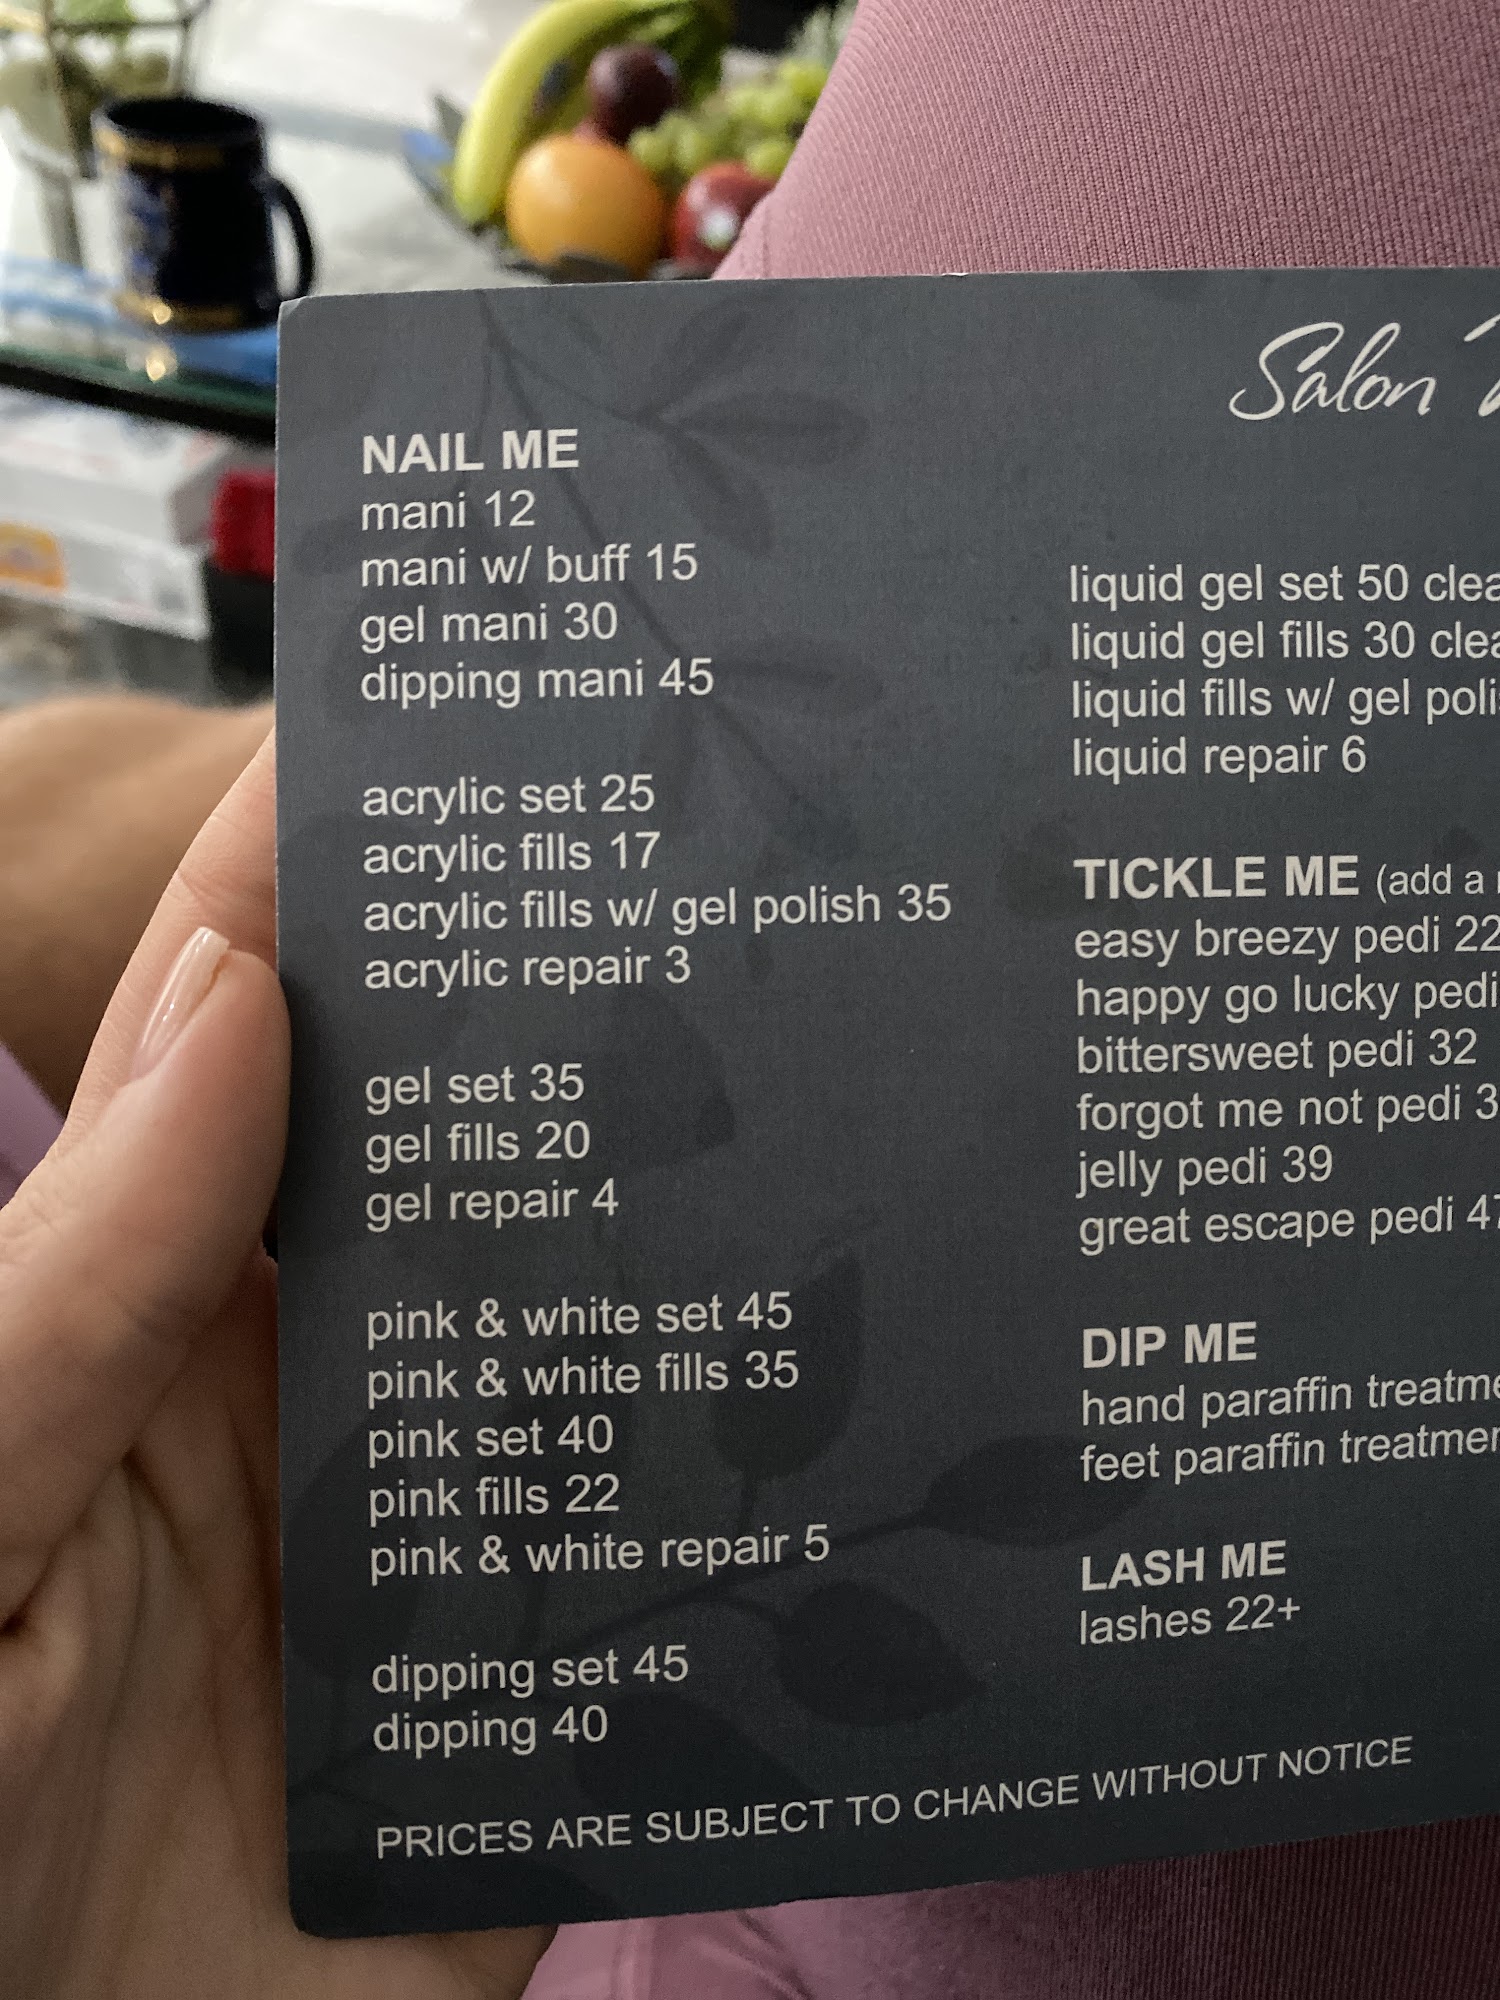 Salon
NAIL ME
mani 12
mani w/ buff 15
gel mani 30
dipping mani 45
acrylic set 25
acrylic fills 17
acrylic fills w/ gel polish 35
acrylic repair 3
gel set 35
gel fills 20
gel repair 4
pink & white set 45
pink & white fills 35
pink set 40
pink fills 22
pink & white repair 5
dipping set 45
dipping 40
liquid gel set 50
liquid gel fills 30
liquid fills w/ gel
liquid repair 6
TICKLE ME (add a
easy breezy pedi 22
happy go lucky pedi
bittersweet pedi 32
forgot me not pedi
jelly pedi 39
great escape pedi 47
DIP ME
hand paraffin
feet paraffin
LASH ME
lashes 22+
PRICES ARE SUBJECT TO CHANGE WITHOUT NOTICE